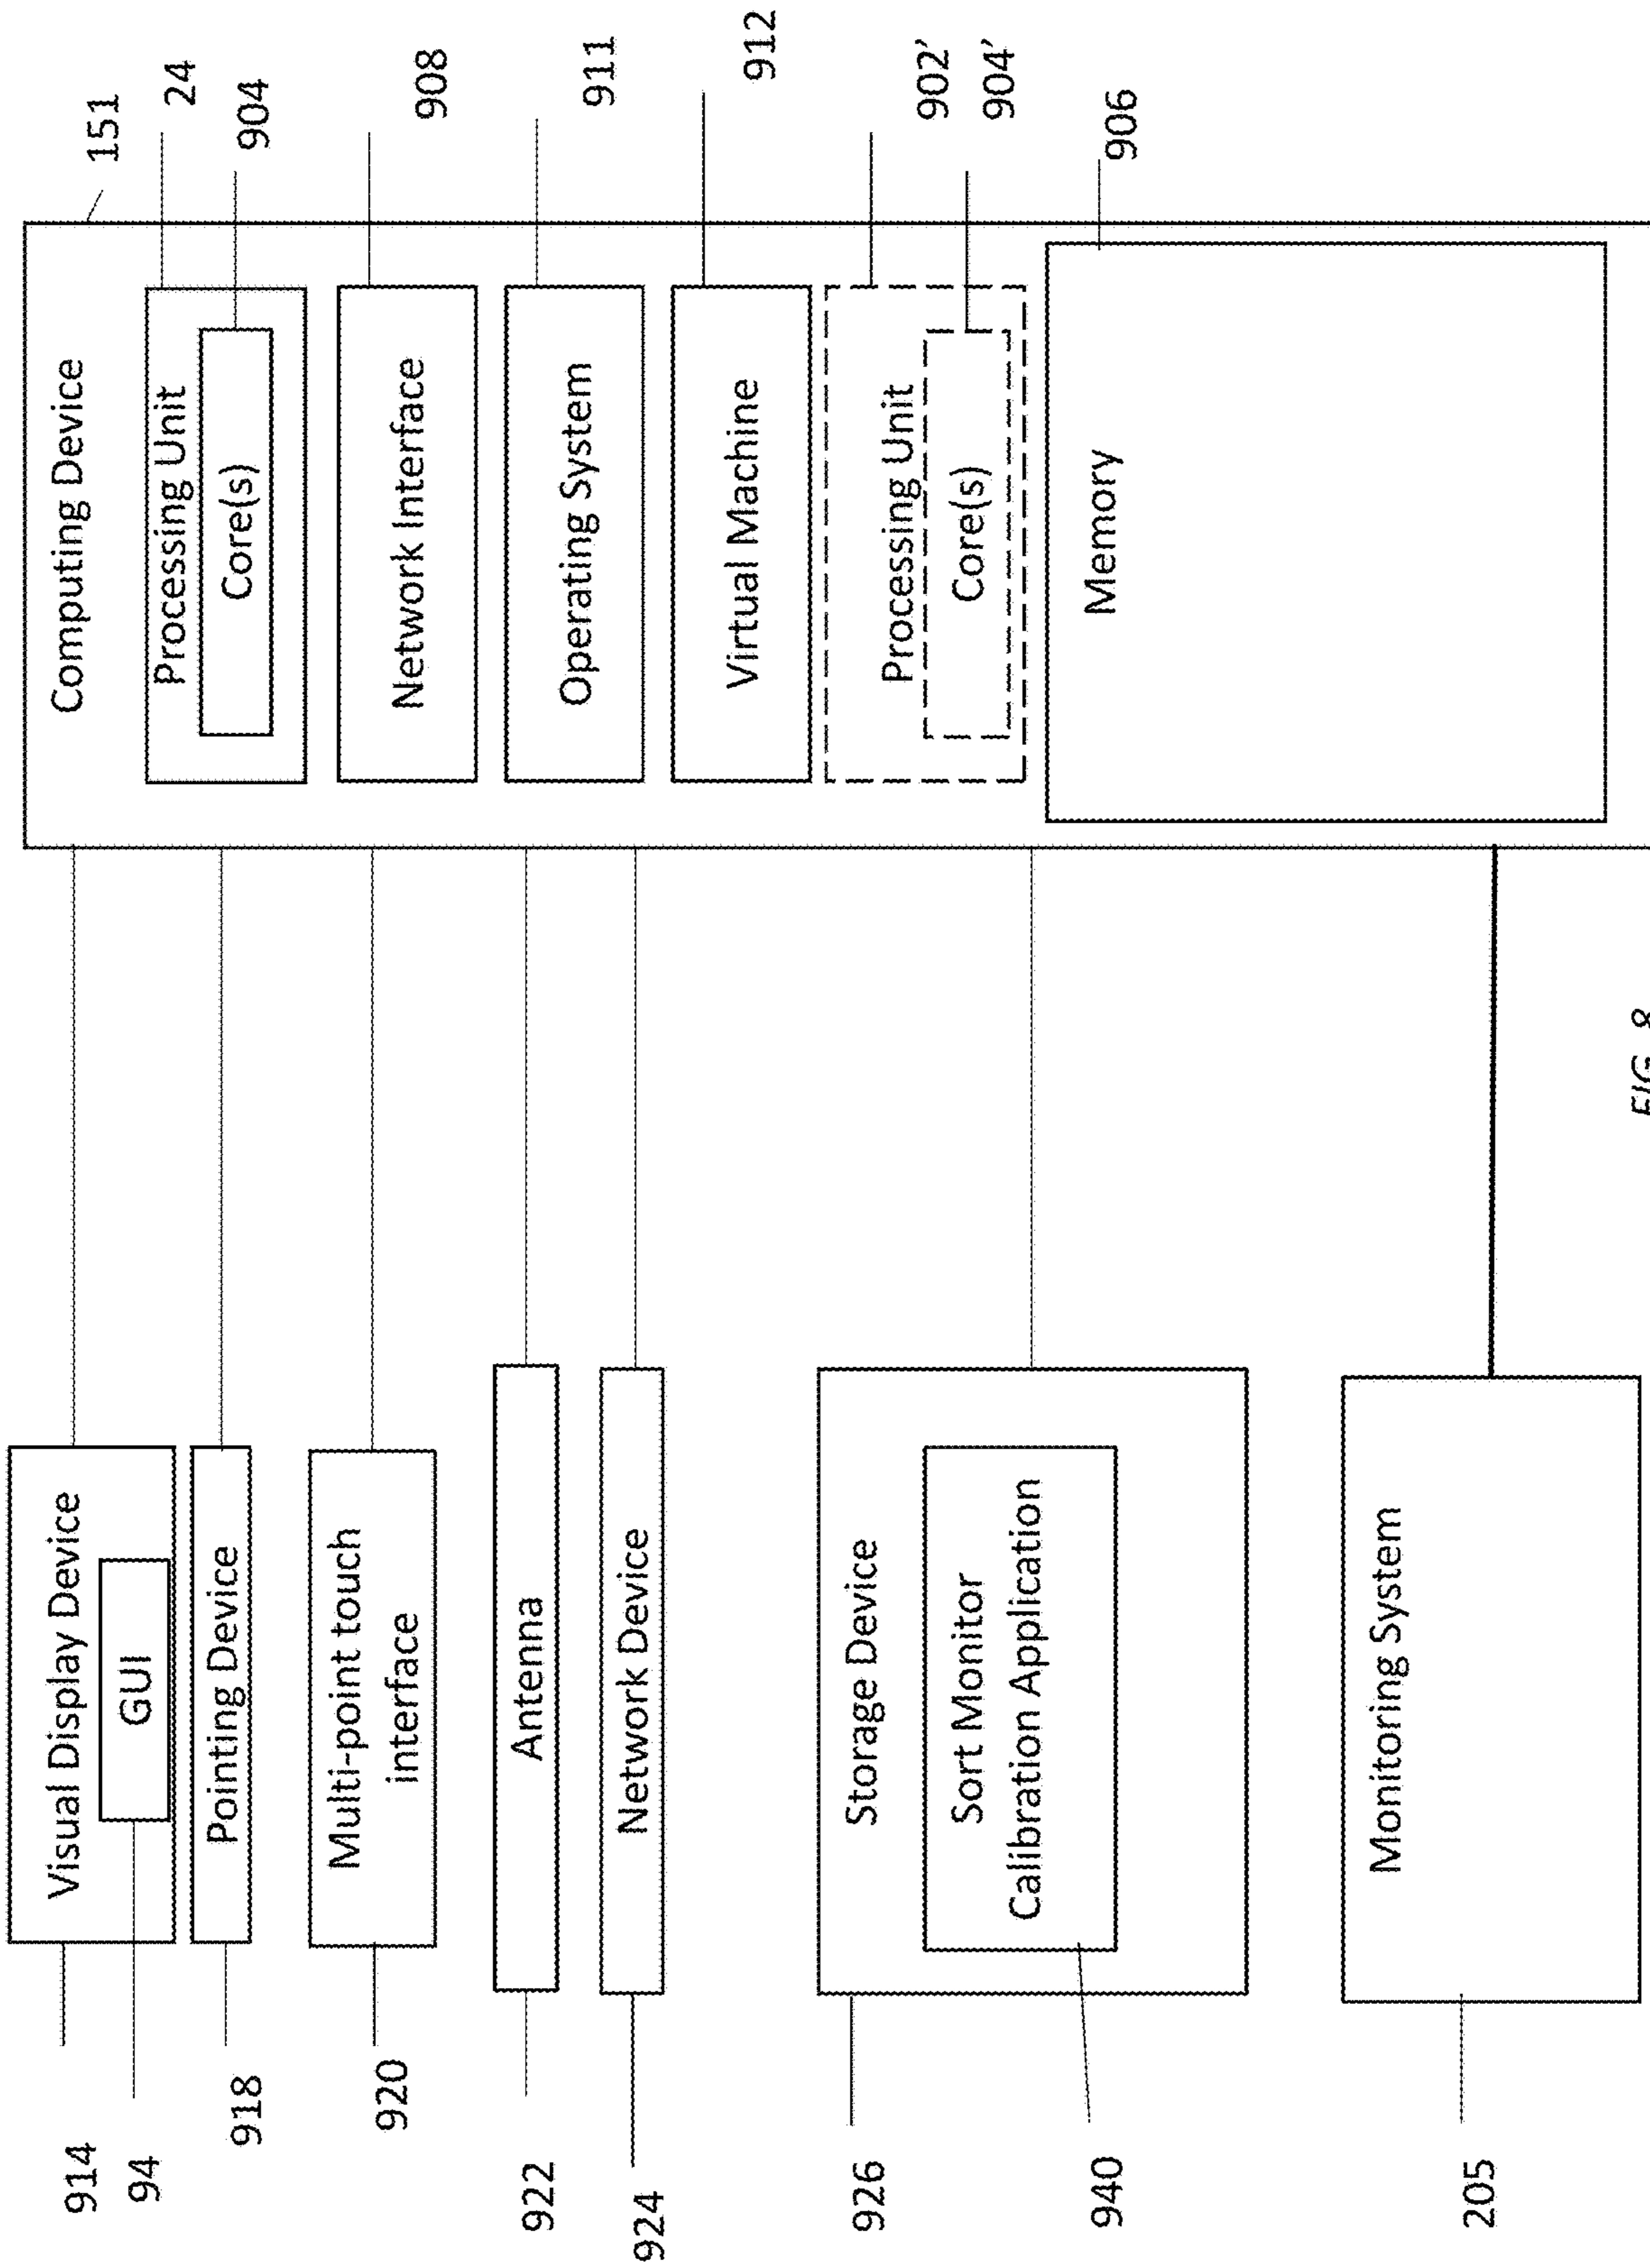 914
Visual Display Device
94
GUI
918
Pointing Device
920
Multi-point touch
interface
922
Antenna
924
Network Device
926
Storage Device
940
Sort Monitor
Calibration Application
205
Monitoring System
Computing Device
151
Processing Unit
24
Core(s)
904
Network Interface
908
Operating System
911
Virtual Machine
912
Processing Unit
902’
Core(s)
904’
Memory
906
FIG. 8